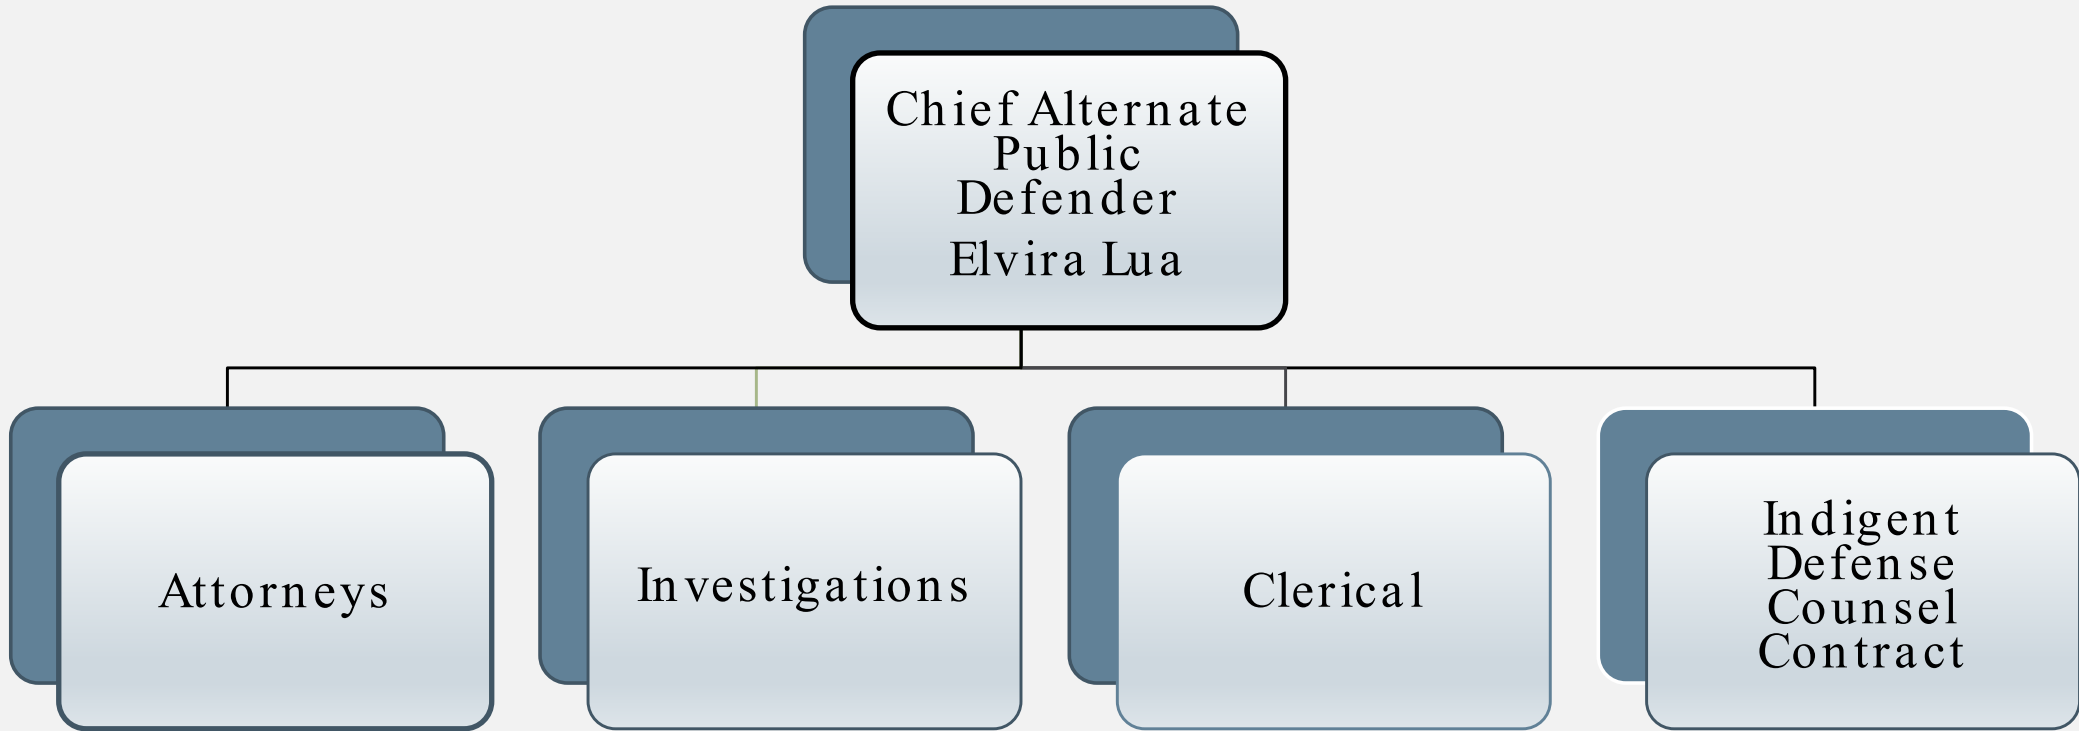 Chief Alternate
Public
Defender
Elvira Lua
Attorneys
Investigations
Clerical
Indigent
Defense
Counsel
Contract